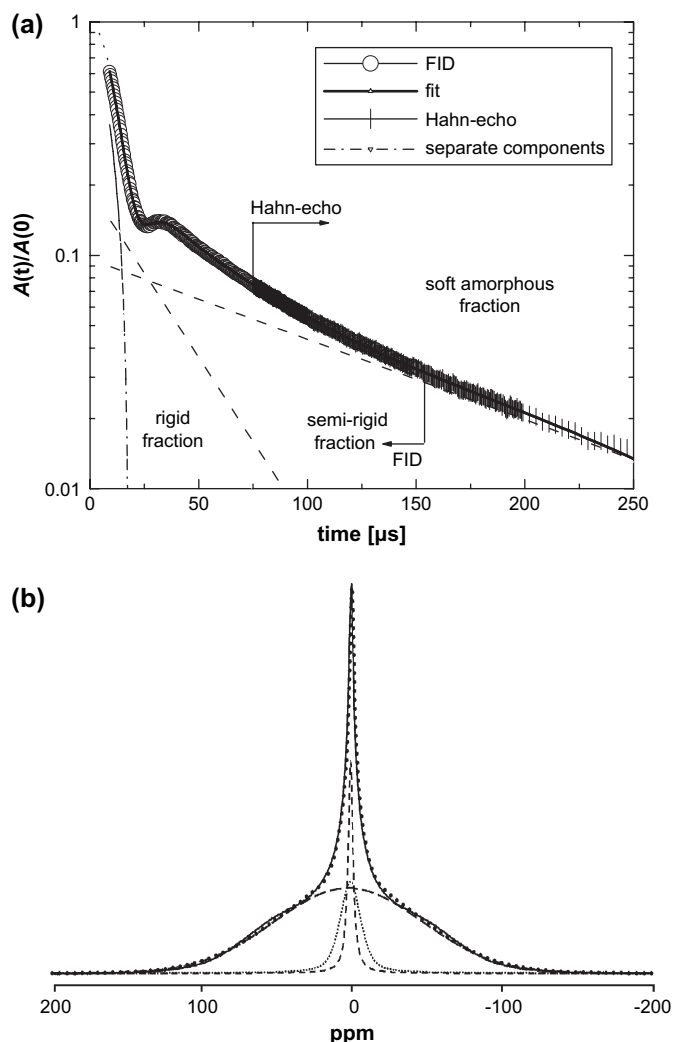 (a)
1
FID
fit
Hahn-echo
separate components
Hahn-echo
0.1
soft amorphous
fraction
A(t)/A(0)
rigid
fraction
semi-rigid
fraction
FID
0.01
0 50 100 150 200 250
time [µs]
(b)
200 100 0 -100 -200
ppm